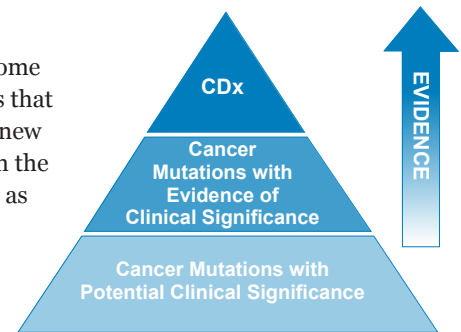 ome
s that
new
n the
as
CDx
Cancer
Mutations with
Evidence of
Clinical Significance
Cancer Mutations with
Potential Clinical Significance
EVIDENCE